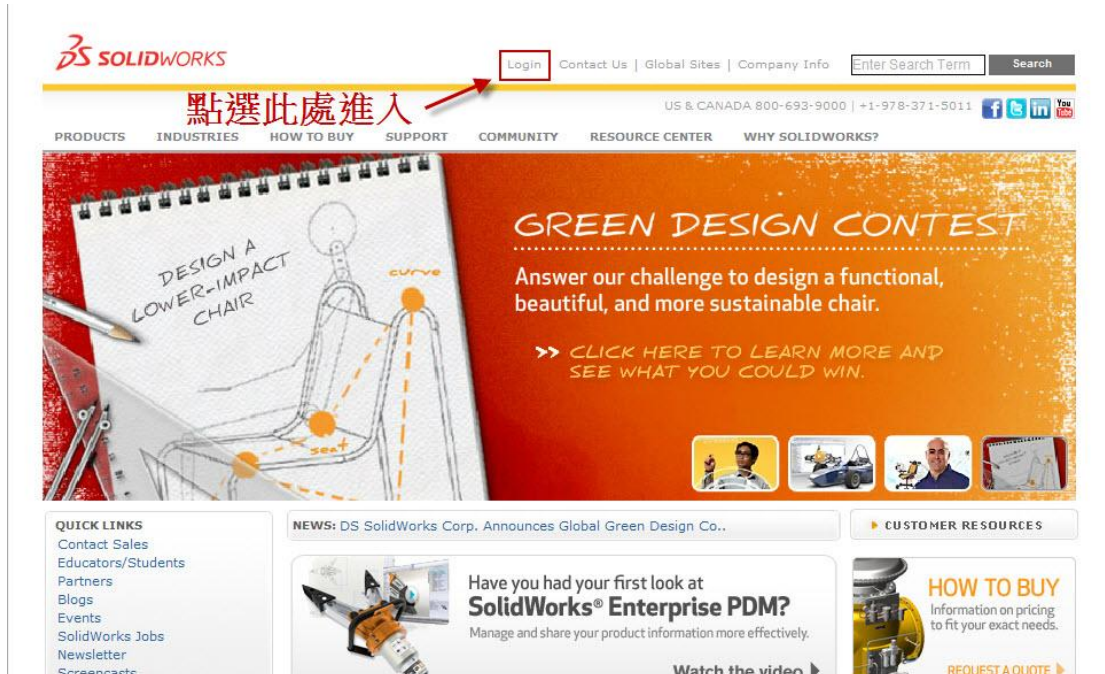 SOLIDWORKS
Login Contact Us | Global Sites | Company Info Enter Search Term Search
點選此處進入
US & CANADA 800-693-9000 | +1-978-371-5011
PRODUCTS INDUSTRIES HOW TO BUY SUPPORT COMMUNITY RESOURCE CENTER WHY SOLIDWORKS?
DESIGN A
LOWER-IMPACT
CHAIR
curve
seat
GREEN DESIGN CONTEST
Answer our challenge to design a functional,
beautiful, and more sustainable chair.
>> CLICK HERE TO LEARN MORE AND
SEE WHAT YOU COULD WIN.
QUICK LINKS
Contact Sales
Educators/Students
Partners
Blogs
Events
SolidWorks Jobs
Newsletter
Screencasts
NEWS: DS SolidWorks Corp. Announces Global Green Design Co..
Have you had your first look at
SolidWorks® Enterprise PDM?
Manage and share your product information more effectively.
Watch the video
CUSTOMER RESOURCES
HOW TO BUY
Information on pricing
to fit your exact needs.
REQUEST A QUOTE